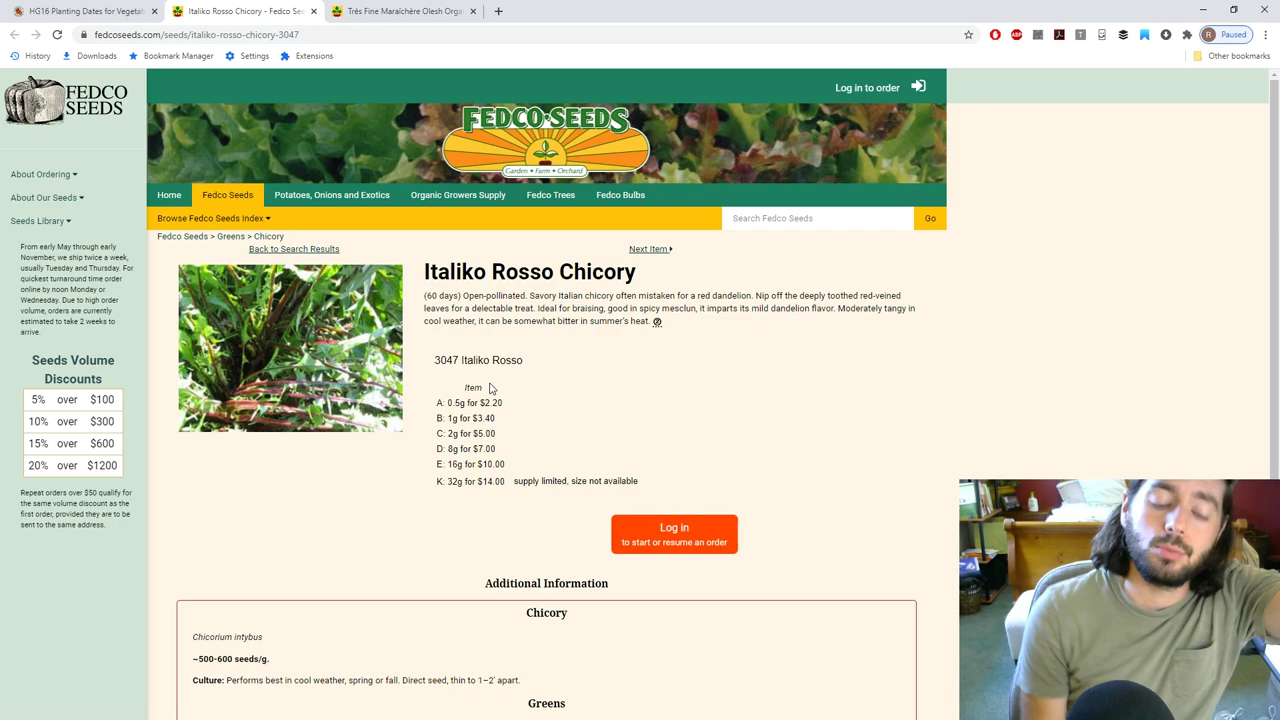 HG16 Planting Dates for Vegetab
Italiko Rosso Chicory - Fedco See
Trés Fine Maraîchère Olesh Orga
fedcoseeds.com/seeds/italiko-rosso-chicory-3047
Paused
History
Downloads
Bookmark Manager
Settings
Extensions
Other bookmarks
FEDCO
SEEDS
Log in to order
FEDCO SEEDS
Garden • Farm • Orchard
About Ordering
About Our Seeds
Seeds Library
Home
Fedco Seeds
Potatoes, Onions and Exotics
Organic Growers Supply
Fedco Trees
Fedco Bulbs
Browse Fedco Seeds Index
Search Fedco Seeds
Go
Fedco Seeds > Greens > Chicory
Back to Search Results
Next Item
From early May through early
November, we ship twice a week,
usually Tuesday and Thursday. For
quickest turnaround time order
online by noon Monday or
Wednesday. Due to high order
volume, orders are currently
estimated to take 2 weeks to
arrive.
Seeds Volume
Discounts
5% over $100
10% over $300
15% over $600
20% over $1200
Repeat orders over $50 qualify for
the same volume discount as the
first order, provided they are to be
sent to the same address.
Italiko Rosso Chicory
(60 days) Open-pollinated. Savory Italian chicory often mistaken for a red dandelion. Nip off the deeply toothed red-veined
leaves for a delectable treat. Ideal for braising, good in spicy mesclun, it imparts its mild dandelion flavor. Moderately tangy in
cool weather, it can be somewhat bitter in summer's heat.
3047 Italiko Rosso
Item
A: 0.5g for $2.20
B: 1g for $3.40
C: 2g for $5.00
D: 8g for $7.00
E: 16g for $10.00
K: 32g for $14.00 supply limited, size not available
Log in
to start or resume an order
Additional Information
Chicory
Chicorium intybus
~500-600 seeds/g.
Culture: Performs best in cool weather, spring or fall. Direct seed, thin to 1–2' apart.
Greens